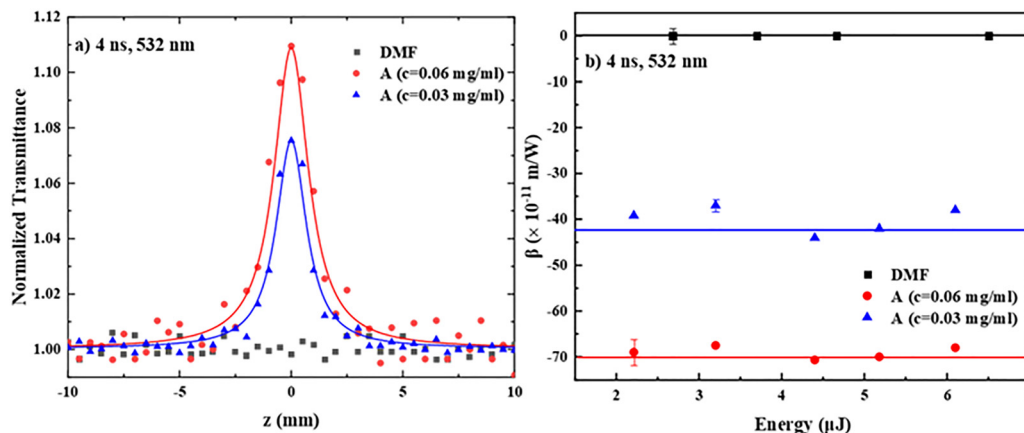 a) 4 ns, 532 nm
DMF
A (c=0.06 mg/ml)
A (c=0.03 mg/ml)
1.12
1.10
1.08
1.06
1.04
1.02
1.00
Normalized Transmittance
-10
-5
0
5
10
z (mm)
b) 4 ns, 532 nm
0
-10
-20
-30
-40
-50
-60
-70
β (× 10⁻¹¹ m/W)
DMF
A (c=0.06 mg/ml)
A (c=0.03 mg/ml)
2
3
4
5
6
Energy (μJ)